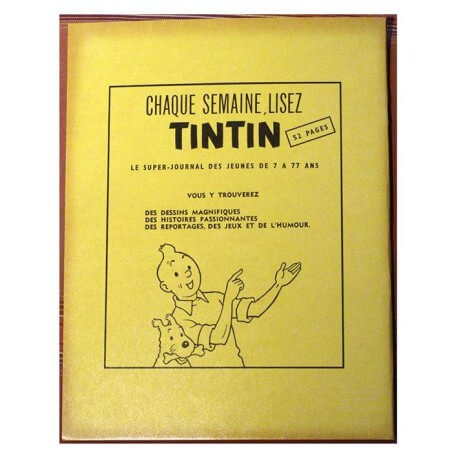 CHAQUE SEMAINE, LISEZ
TINTIN
52 PAGES
LE SUPER-JOURNAL DES JEUNES DE 7 A 77 ANS
VOUS Y TROUVEREZ
DES DESSINS MAGNIFIQUES
DES HISTOIRES PASSIONNANTES
DES REPORTAGES, DES JEUX ET DE L'HUMOUR.